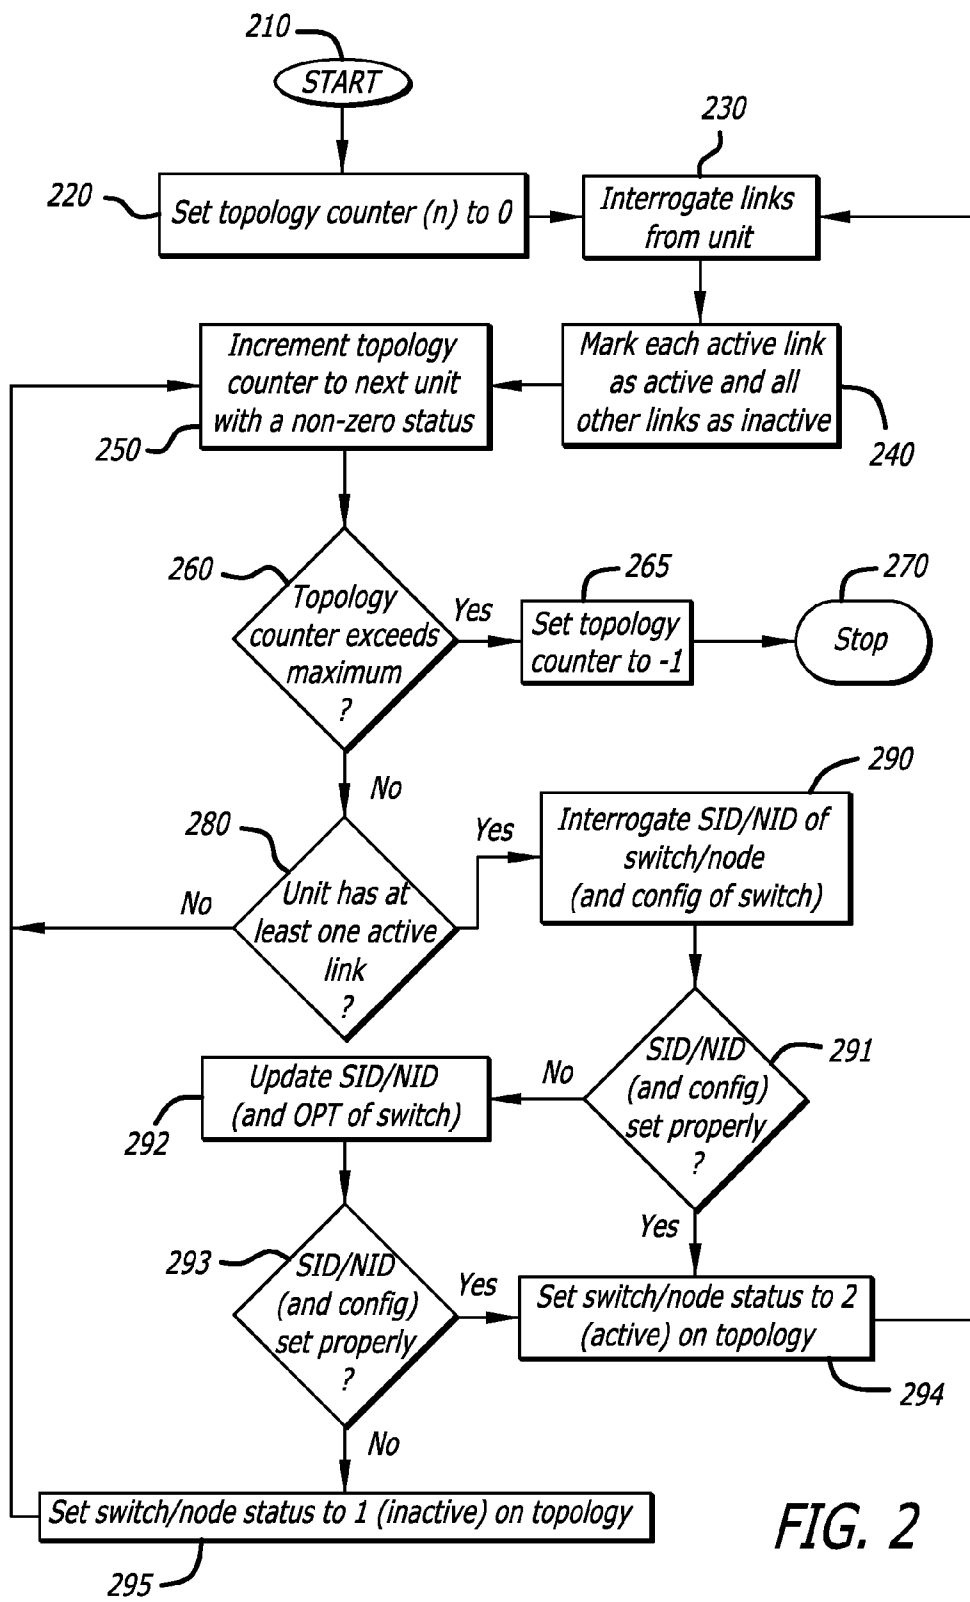 210
START
230
220
Set topology counter (n) to 0
Interrogate links
from unit
Increment topology
counter to next unit
with a non-zero status
250
Mark each active link
as active and all
other links as inactive
240
260
Topology
counter exceeds
maximum
?
Yes
265
Set topology
counter to -1
270
Stop
No
280
Unit has at
least one active
link
?
No
Yes
290
Interrogate SID/NID of
switch/node
(and config of switch)
291
SID/NID
(and config)
set properly
?
No
Yes
Update SID/NID
(and OPT of switch)
292
293
SID/NID
(and config)
set properly
?
Yes
Set switch/node status to 2
(active) on topology
294
No
Set switch/node status to 1 (inactive) on topology
295
FIG. 2